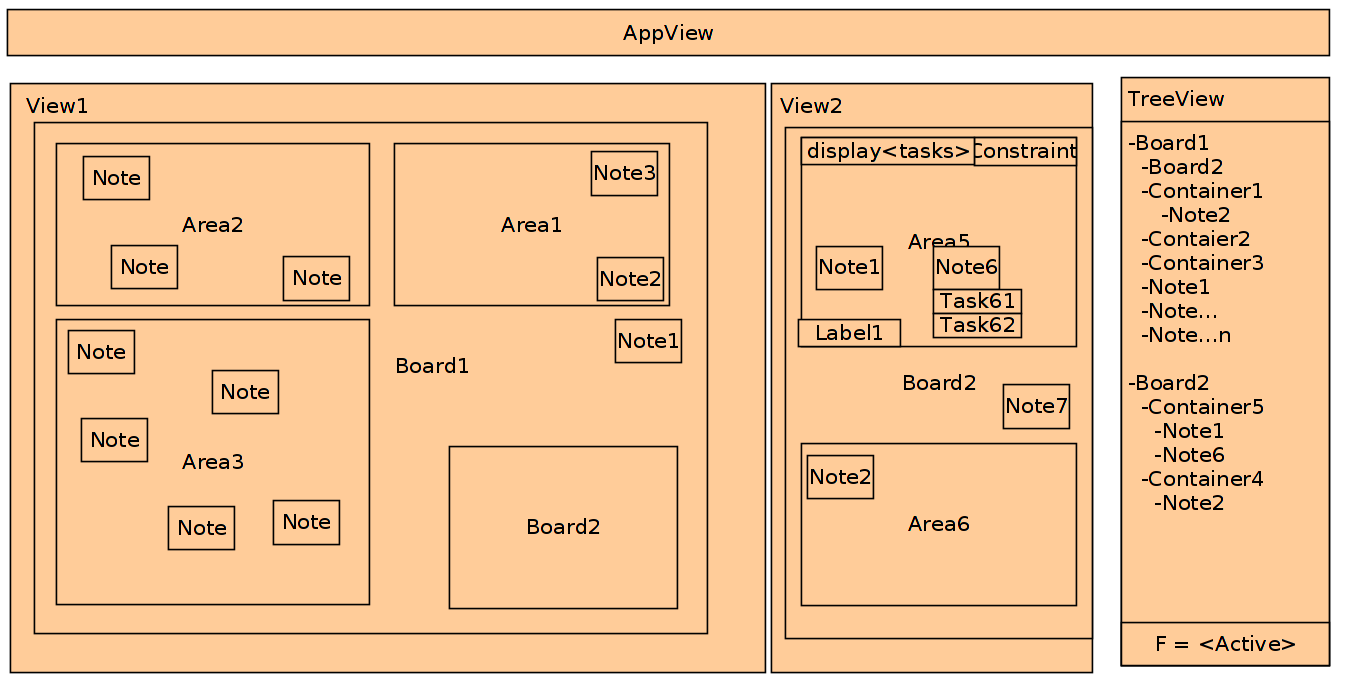 AppView
View1
Note
Area2
Note
Note
Note3
Area1
Note2
Note
Note
Note
Area3
Note
Note
Note1
Board1
Board2
View2
display<tasks>
Constraint
Area5
Note1
Note6
Task61
Task62
Label1
Board2
Note7
Note2
Area6
TreeView
-Board1
-Board2
-Container1
-Note2
-Contaier2
-Container3
-Note1
-Note...
-Note...n
-Board2
-Container5
-Note1
-Note6
-Container4
-Note2
F = <Active>